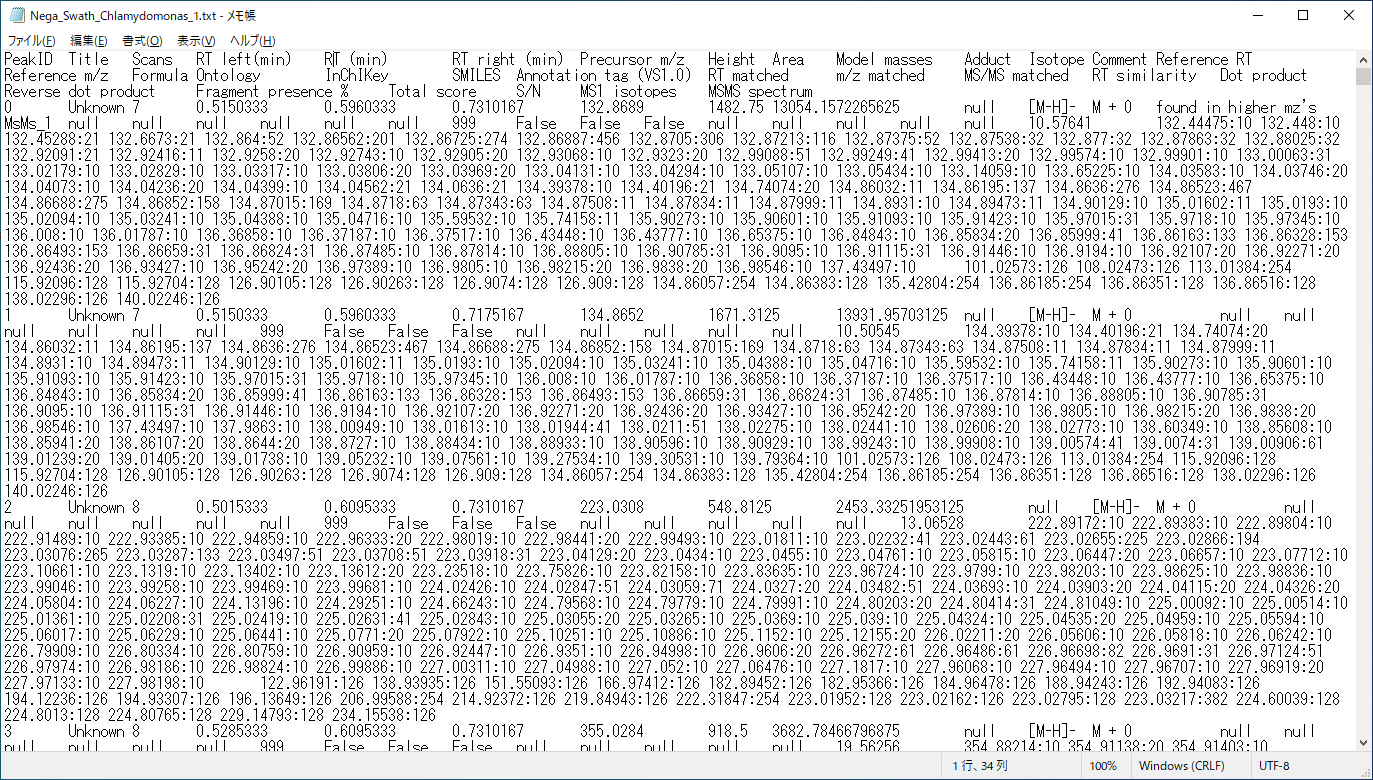 Nega_Swath_Chlamydomonas_1.txt - メモ帳
ファイル(F) 編集(E) 書式(O) 表示(V) ヘルプ(H)
PeakID Title Scans RT left(min) RT (min) RT right (min) Precursor m/z Height Area Model masses Adduct Isotope Comment Reference RT
Reference m/z Formula Ontology InChIKey SMILES Annotation tag (VS1.0) RT matched m/z matched MS/MS matched RT similarity Dot product
Reverse dot product Fragment presence % Total score S/N MS1 isotopes MSMS spectrum
0 Unknown 7 0.5150333 0.5960333 0.7310167 132.8689 1482.75 13054.1572265625 null [M-H]- M + 0 found in higher mz's
MsMs_1 null null null null null null 999 False False False null null null null null 10.57641 132.44475:10 132.448:10
132.45288:21 132.6673:21 132.864:52 132.86562:201 132.86725:274 132.86887:456 132.8705:306 132.87213:116 132.87375:52 132.87538:32 132.877:32 132.87663:32 132.88025:32
132.92091:21 132.92416:11 132.9258:20 132.92743:10 132.92905:20 132.93068:10 132.9323:20 132.99088:51 132.99249:41 132.99413:20 132.99574:10 132.99901:10 133.00063:31
133.02179:10 133.02829:10 133.03317:10 133.03806:20 133.03969:20 133.04131:10 133.04294:10 133.05107:10 133.05434:10 133.14059:10 133.65225:10 134.03583:10 134.03746:20
134.04073:10 134.04236:20 134.04399:10 134.04562:21 134.0636:21 134.39378:10 134.40196:21 134.74074:20 134.86032:11 134.86195:137 134.8636:276 134.86523:467
134.86688:275 134.86852:158 134.87015:169 134.8718:63 134.87343:63 134.87508:11 134.87834:11 134.87999:11 134.8931:10 134.89473:11 134.90129:10 135.01602:11 135.0193:10
135.02094:10 135.03241:10 135.04388:10 135.04716:10 135.59532:10 135.74158:11 135.90273:10 135.90601:10 135.91093:10 135.91423:10 135.97015:31 135.9718:10 135.97345:10
136.008:10 136.01787:10 136.36858:10 136.37187:10 136.37517:10 136.43448:10 136.43777:10 136.65375:10 136.84843:10 136.85834:20 136.85999:41 136.86163:133 136.86328:153
136.86493:153 136.86659:31 136.86824:31 136.87485:10 136.87814:10 136.88805:10 136.90785:31 136.9095:10 136.91115:31 136.91446:10 136.9194:10 136.92107:20 136.92271:20
136.92436:20 136.93427:10 136.95242:20 136.97389:10 136.9805:10 136.98215:20 136.9838:20 136.98546:10 137.43497:10 101.02573:126 108.02473:126 113.01384:254
115.92096:128 115.92704:128 126.90105:128 126.90263:128 126.9074:128 126.909:128 134.86057:254 134.86383:128 135.42804:254 136.86185:254 136.86351:128 136.86516:128
138.02296:126 140.02246:126
1 Unknown 7 0.5150333 0.5960333 0.7175167 134.8652 1671.3125 13931.95703125 null [M-H]- M + 0 null null
null null null null 999 False False False null null null null null 10.50545 134.39378:10 134.40196:21 134.74074:20
134.86032:11 134.86195:137 134.8636:276 134.86523:467 134.86688:275 134.86852:158 134.87015:169 134.8718:63 134.87343:63 134.87508:11 134.87834:11 134.87999:11
134.8931:10 134.89473:11 134.90129:10 135.01602:11 135.0193:10 135.02094:10 135.03241:10 135.04388:10 135.04716:10 135.59532:10 135.74158:11 135.90273:10 135.90601:10
135.91093:10 135.91423:10 135.97015:31 135.9718:10 135.97345:10 136.008:10 136.01787:10 136.36858:10 136.37187:10 136.37517:10 136.43448:10 136.43777:10 136.65375:10
136.84843:10 136.85834:20 136.85999:41 136.86163:133 136.86328:153 136.86493:153 136.86659:31 136.86824:31 136.87485:10 136.87814:10 136.88805:10 136.90785:31
136.9095:10 136.91115:31 136.91446:10 136.9194:10 136.92107:20 136.92271:20 136.92436:20 136.93427:10 136.95242:20 136.97389:10 136.9805:10 136.98215:20 136.9838:20
136.98546:10 137.43497:10 137.9863:10 138.00949:10 138.01613:10 138.01944:41 138.0211:51 138.02275:10 138.02441:10 138.02606:20 138.02773:10 138.60349:10 138.85608:10
138.85941:20 138.86107:20 138.8644:20 138.8727:10 138.88434:10 138.88933:10 138.90596:10 138.90929:10 138.99243:10 138.99908:10 139.00574:41 139.0074:31 139.00906:61
139.01239:20 139.01405:20 139.01738:10 139.05232:10 139.07561:10 139.27534:10 139.30531:10 139.79364:10 101.02573:126 108.02473:126 113.01384:254 115.92096:128
115.92704:128 126.90105:128 126.90263:128 126.9074:128 126.909:128 134.86057:254 134.86383:128 135.42804:254 136.86185:254 136.86351:128 136.86516:128 138.02296:126
140.02246:126
2 Unknown 8 0.5015333 0.6095333 0.7310167 223.0308 548.8125 2453.33251953125 null [M-H]- M + 0 null
null null null null null 999 False False False null null null null null 13.06528 222.89172:10 222.89383:10 222.89804:10
222.91489:10 222.93385:10 222.94859:10 222.96333:20 222.98019:10 222.98441:20 222.99493:10 223.01811:10 223.02232:41 223.02443:61 223.02655:225 223.02866:194
223.03076:265 223.03287:133 223.03497:51 223.03708:51 223.03918:31 223.04129:20 223.0434:10 223.0455:10 223.04761:10 223.05815:10 223.06447:20 223.06657:10 223.07712:10
223.10661:10 223.1319:10 223.13402:10 223.13612:20 223.23518:10 223.75826:10 223.82158:10 223.83635:10 223.96724:10 223.9799:10 223.98203:10 223.98625:10 223.98836:10
223.99046:10 223.99258:10 223.99469:10 223.99681:10 224.02426:10 224.02847:51 224.03059:71 224.0327:20 224.03482:51 224.03693:10 224.03903:20 224.04115:20 224.04326:20
224.05804:10 224.06227:10 224.13196:10 224.29251:10 224.66243:10 224.79568:10 224.79779:10 224.79991:10 224.80203:20 224.80414:31 224.81049:10 225.00092:10 225.00514:10
225.01361:10 225.02208:31 225.02419:10 225.02631:41 225.02843:10 225.03055:20 225.03265:10 225.0369:10 225.039:10 225.04324:10 225.04535:20 225.04959:10 225.05594:10
225.06017:10 225.06229:10 225.06441:10 225.0771:20 225.07922:10 225.10251:10 225.10886:10 225.1152:10 225.12155:20 226.02211:20 226.05606:10 226.05818:10 226.06242:10
226.79909:10 226.80334:10 226.80759:10 226.90959:10 226.92447:10 226.9351:10 226.94998:10 226.9606:20 226.96272:61 226.96486:61 226.96698:82 226.9691:31 226.97124:51
226.97974:10 226.98186:10 226.98824:10 226.99886:10 227.00311:10 227.04988:10 227.052:10 227.06476:10 227.1817:10 227.96068:10 227.96494:10 227.96707:10 227.96919:20
227.97133:10 227.98198:10 122.96191:126 138.93935:126 151.55093:126 166.97412:126 182.89452:126 182.95366:126 184.96478:126 188.94243:126 192.94083:126
194.12236:126 194.93307:126 196.13649:126 206.99588:254 214.92372:126 219.84943:126 222.31847:254 223.01952:128 223.02162:126 223.02795:128 223.03217:382 224.60039:128
224.8013:128 224.80765:128 229.14793:128 234.15538:126
3 Unknown 8 0.5285333 0.6095333 0.7310167 355.0284 918.5 3682.78466796875 null [M-H]- M + 0 null null
null null null null 999 False False False null null null null null 19.56256 354.88214:10 354.91138:20 354.91403:10
1 行、34 列 100% Windows (CRLF) UTF-8